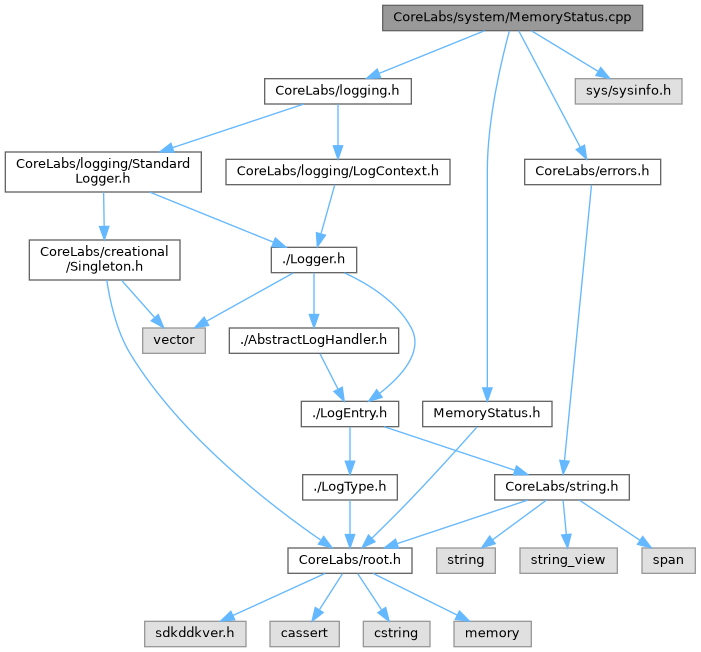 CoreLabs/system/MemoryStatus.cpp
CoreLabs/logging.h
sys/sysinfo.h
CoreLabs/logging/Standard
Logger.h
CoreLabs/logging/LogContext.h
CoreLabs/errors.h
CoreLabs/creational
/Singleton.h
./Logger.h
vector
./AbstractLogHandler.h
./LogEntry.h
MemoryStatus.h
./LogType.h
CoreLabs/string.h
CoreLabs/root.h
string
string_view
span
sdkddkver.h
cassert
cstring
memory